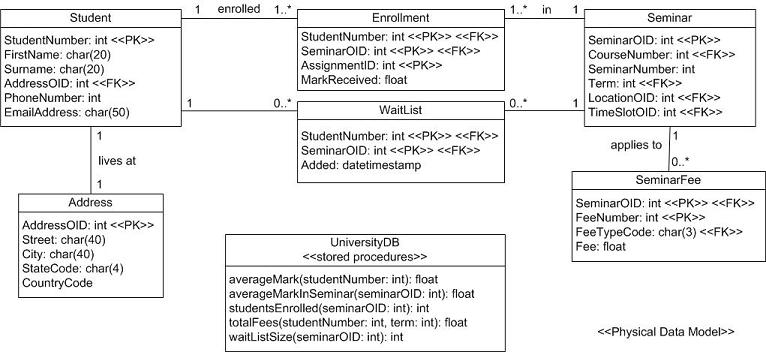 Student
StudentNumber: int <<PK>>
FirstName: char(20)
Surname: char(20)
AddressOID: int <<FK>>
PhoneNumber: int
EmailAddress: char(50)
1 enrolled 1..*
Enrollment
StudentNumber: int <<PK>> <<FK>>
SeminarOID: int <<PK>> <<FK>>
AssignmentID: int <<PK>>
MarkReceived: float
1..* in 1
Seminar
SeminarOID: int <<PK>>
CourseNumber: int <<FK>>
SeminarNumber: int
Term: int <<FK>>
LocationOID: int <<FK>>
TimeSlotOID: int <<FK>>
1 0..*
WaitList
StudentNumber: int <<PK>> <<FK>>
SeminarOID: int <<PK>> <<FK>>
Added: datetimestamp
0..* 1
1
lives at
1
Address
AddressOID: int <<PK>>
Street: char(40)
City: char(40)
StateCode: char(4)
CountryCode
1
applies to
0..*
SeminarFee
SeminarOID: int <<PK>> <<FK>>
FeeNumber: int <<PK>>
FeeTypeCode: char(3) <<FK>>
Fee: float
UniversityDB
<<stored procedures>>
averageMark(studentNumber: int): float
averageMarkInSeminar(seminarOID: int): float
studentsEnrolled(seminarOID: int): int
totalFees(studentNumber: int, term: int): float
waitListSize(seminarOID: int): int
<<Physical Data Model>>